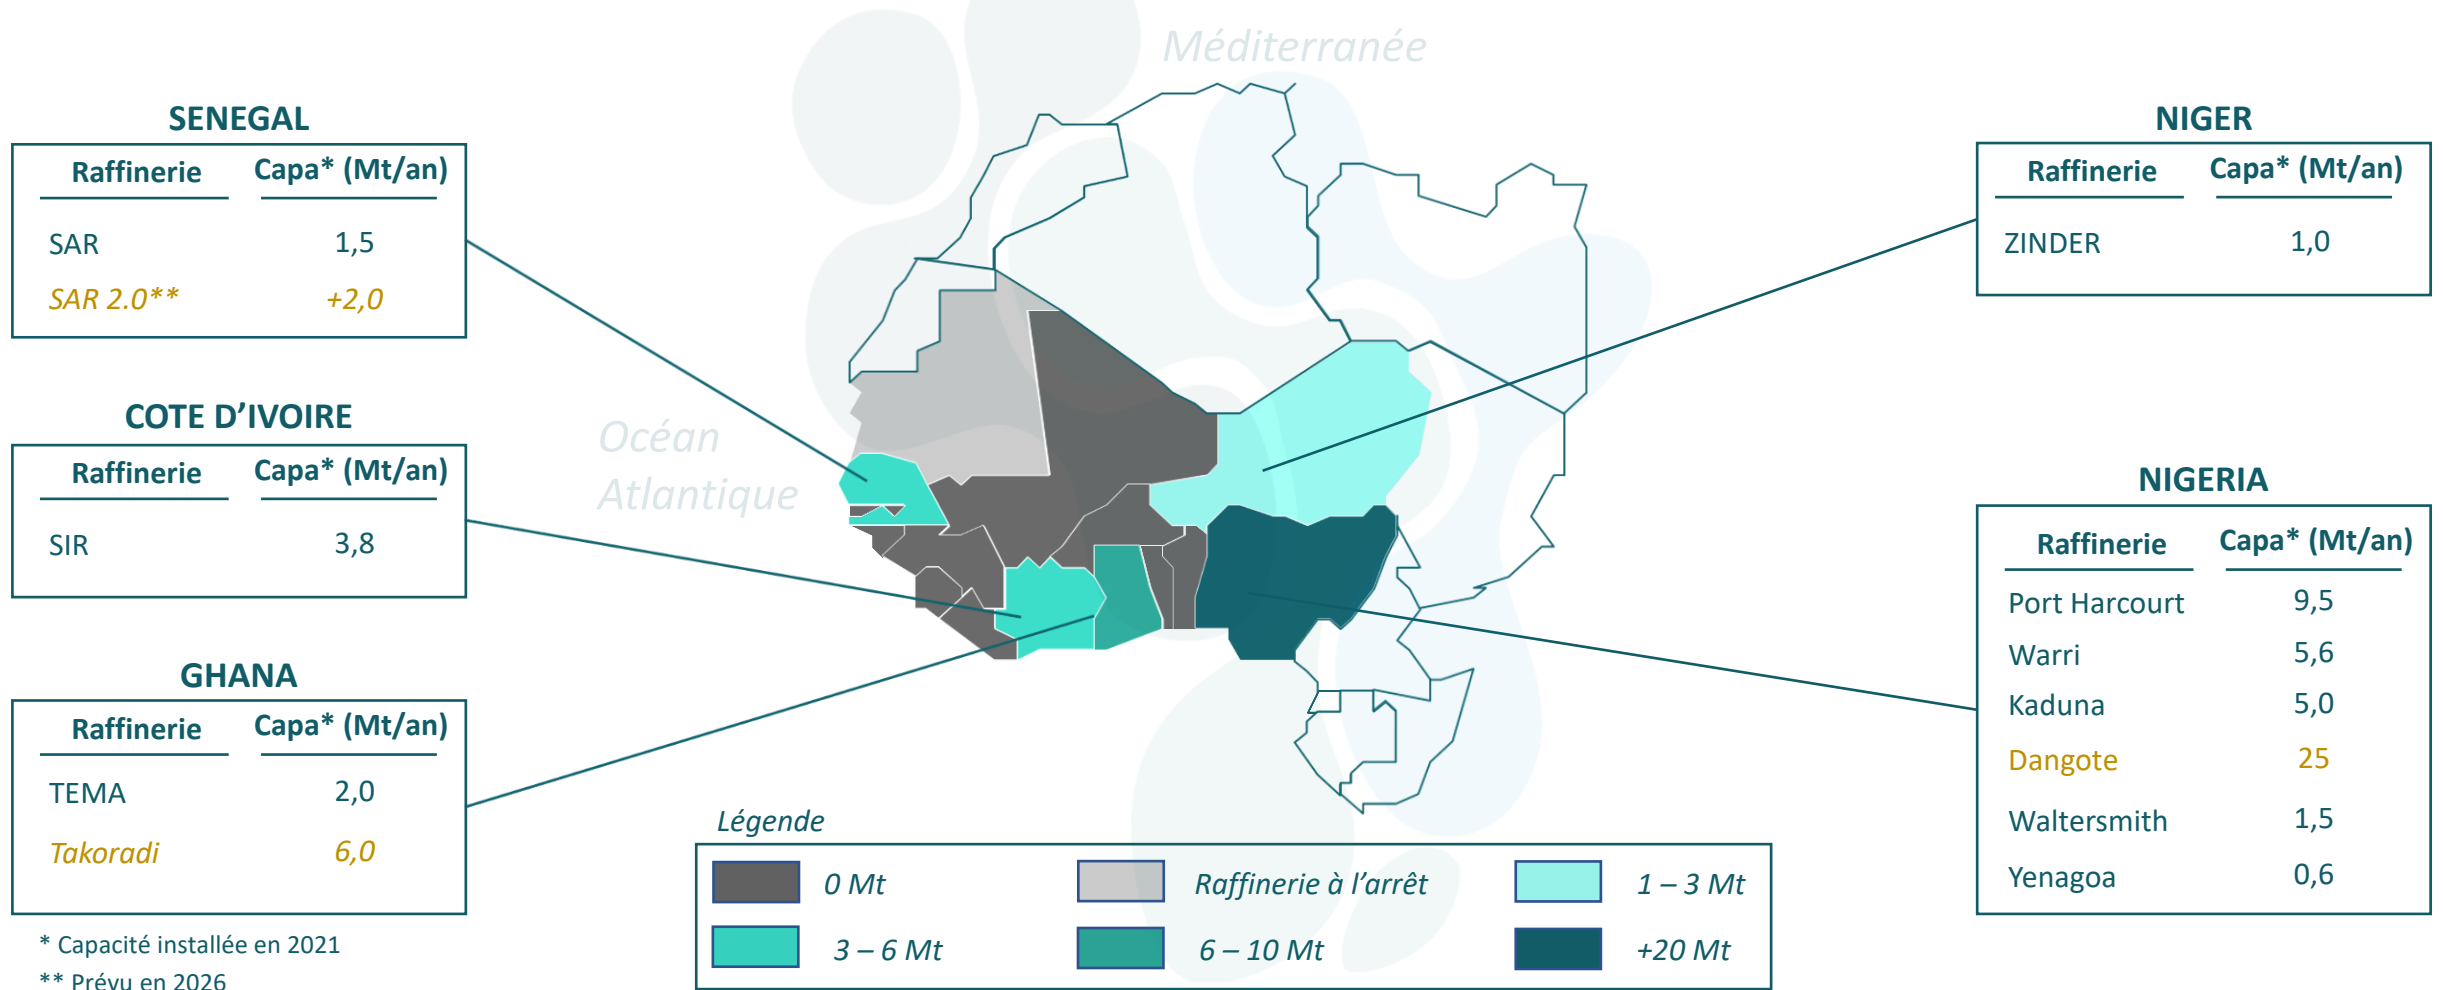 Méditerranée
SENEGAL
Raffinerie Capa* (Mt/an)
SAR 1,5
SAR 2.0** +2,0
COTE D’IVOIRE
Raffinerie Capa* (Mt/an)
SIR 3,8
GHANA
Raffinerie Capa* (Mt/an)
TEMA 2,0
Takoradi 6,0
* Capacité installée en 2021
** Prévu en 2026
Océan
Atlantique
NIGER
Raffinerie Capa* (Mt/an)
ZINDER 1,0
NIGERIA
Raffinerie Capa* (Mt/an)
Port Harcourt 9,5
Warri 5,6
Kaduna 5,0
Dangote 25
Waltersmith 1,5
Yenagoa 0,6
Légende
0 Mt Raffinerie à l’arrêt 1 – 3 Mt
3 – 6 Mt 6 – 10 Mt +20 Mt